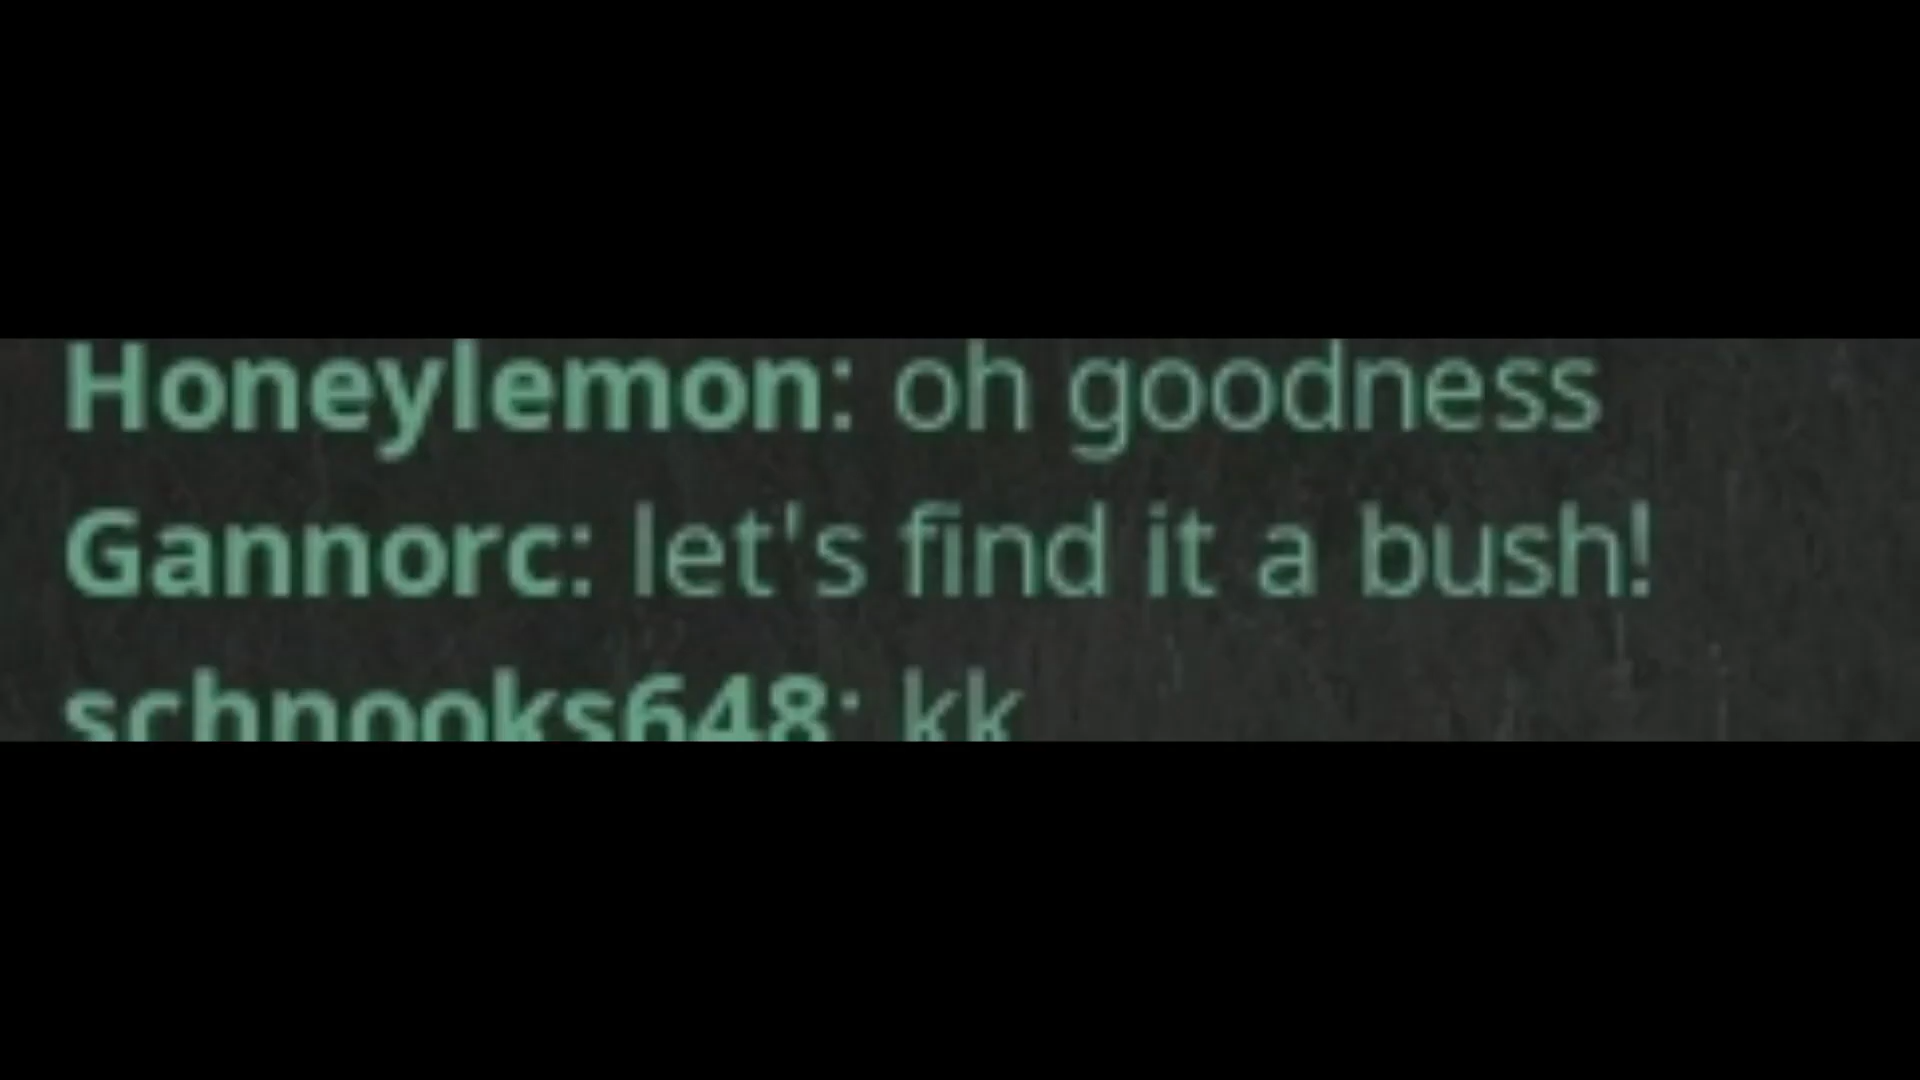 Honeylemon: oh goodness
Gannorc: let's find it a bush!
schnooks648: kk